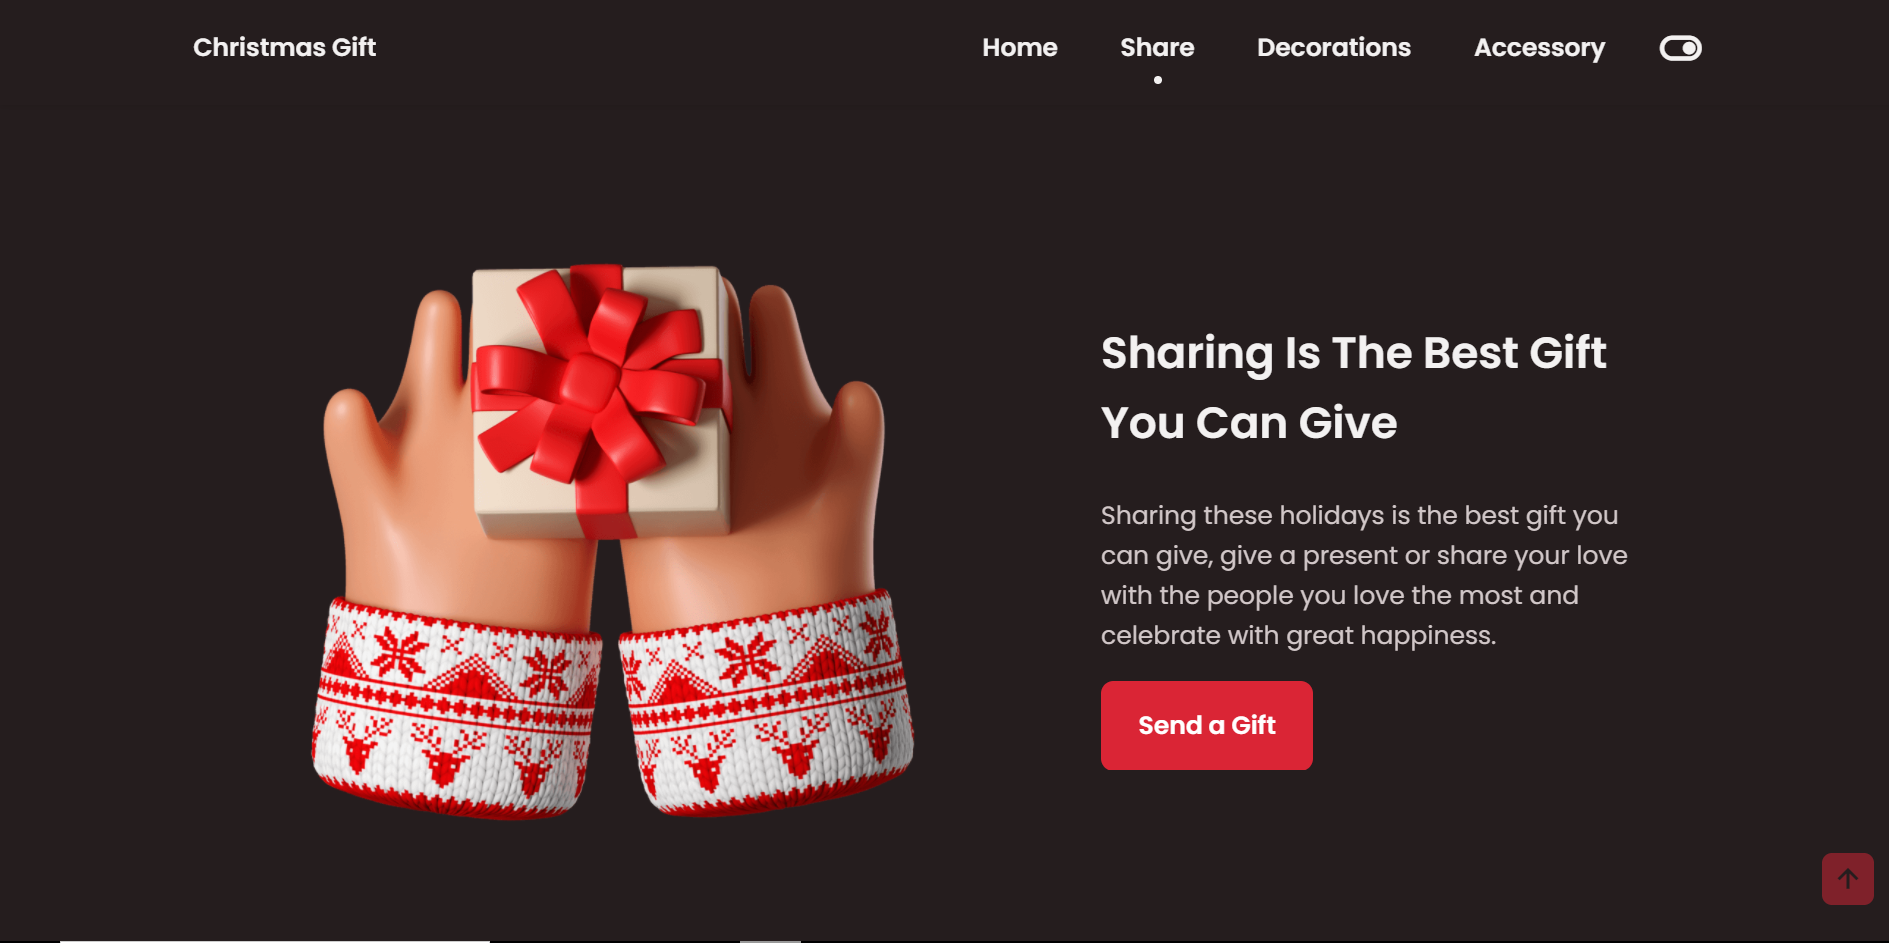 Christmas Gift
Home
Share
Decorations
Accessory
Sharing Is The Best Gift
You Can Give
Sharing these holidays is the best gift you
can give, give a present or share your love
with the people you love the most and
celebrate with great happiness.
Send a Gift